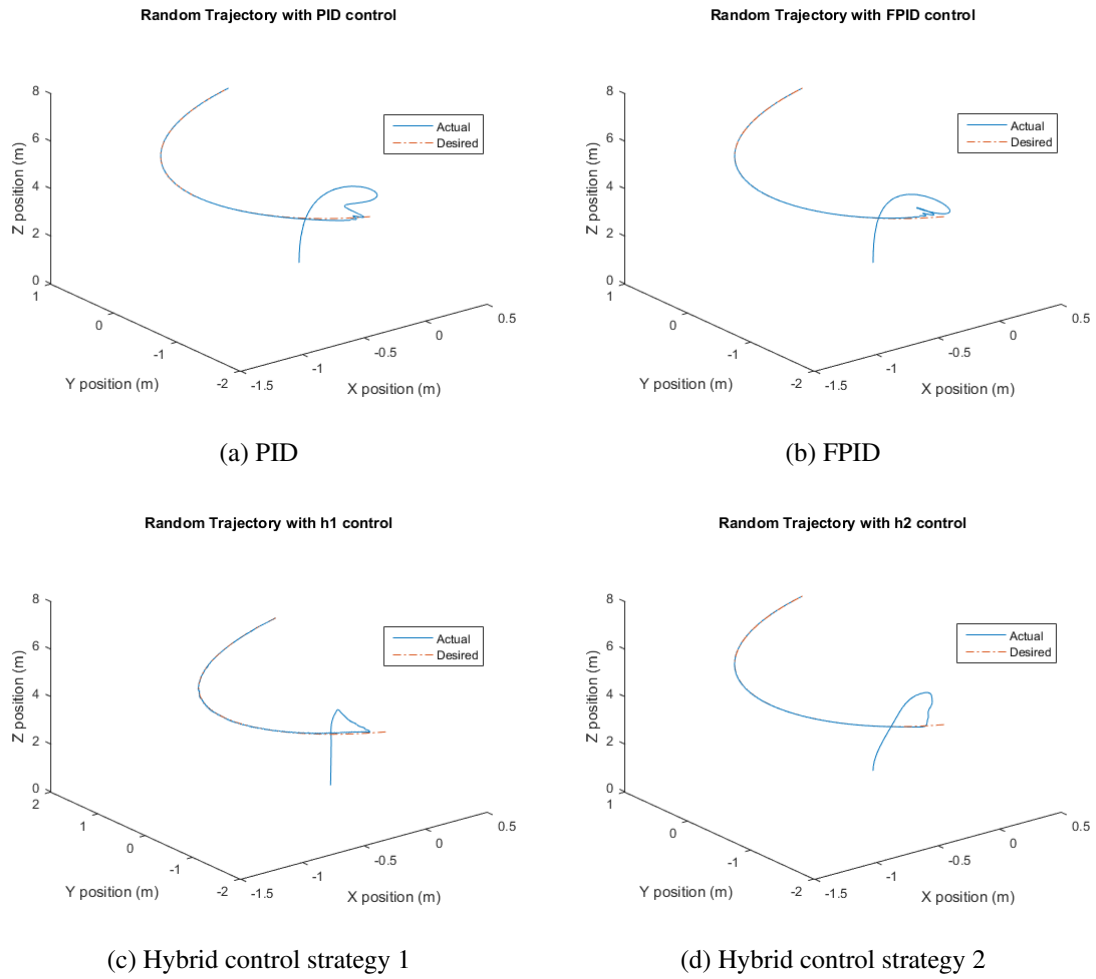 Random Trajectory with PID control
8
6
4
2
0
Z position (m)
Actual
Desired
1
0
-1
-2
Y position (m)
-1.5
-1
-0.5
0
0.5
X position (m)
(a) PID
Random Trajectory with FPID control
8
6
4
2
0
Z position (m)
Actual
Desired
1
0
-1
-2
Y position (m)
-1.5
-1
-0.5
0
0.5
X position (m)
(b) FPID
Random Trajectory with h1 control
8
6
4
2
0
Z position (m)
Actual
Desired
2
1
0
-1
-2
Y position (m)
-1.5
-1
-0.5
0
0.5
X position (m)
(c) Hybrid control strategy 1
Random Trajectory with h2 control
8
6
4
2
0
Z position (m)
Actual
Desired
1
0
-1
-2
Y position (m)
-1.5
-1
-0.5
0
0.5
X position (m)
(d) Hybrid control strategy 2